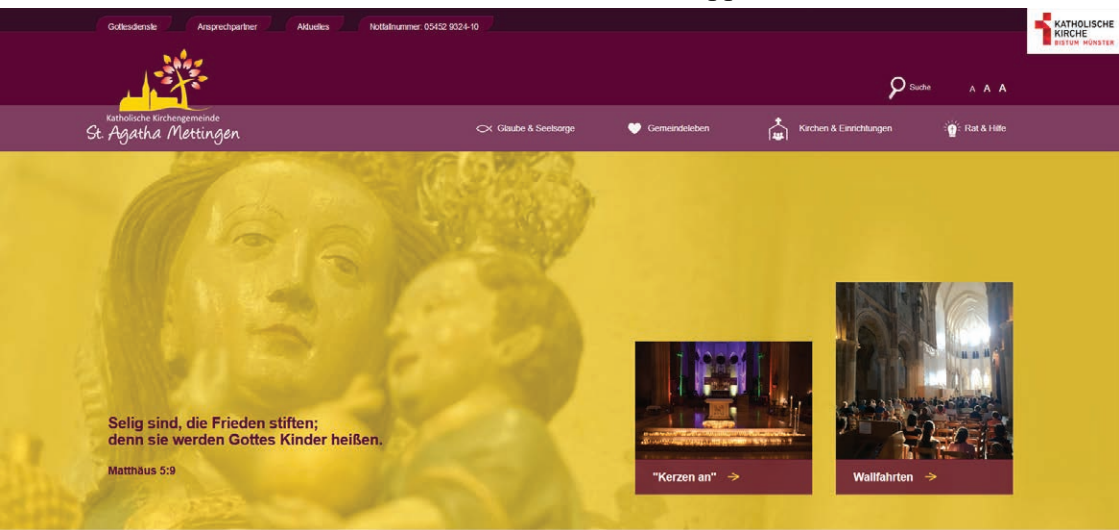 Gottesdienste
Ansprechpartner
Aktuelles
Notfallnummer: 05452 9324-10
KATHOLISCHE
KIRCHE
BISTUM MÜNSTER
Suche
A A A
Katholische Kirchengemeinde
St. Agatha Mettingen
Glaube & Seelsorge
Gemeindeleben
Kirchen & Einrichtungen
Rat & Hilfe
Selig sind, die Frieden stiften;
denn sie werden Gottes Kinder heißen.
Matthäus 5:9
"Kerzen an"
Wallfahrten